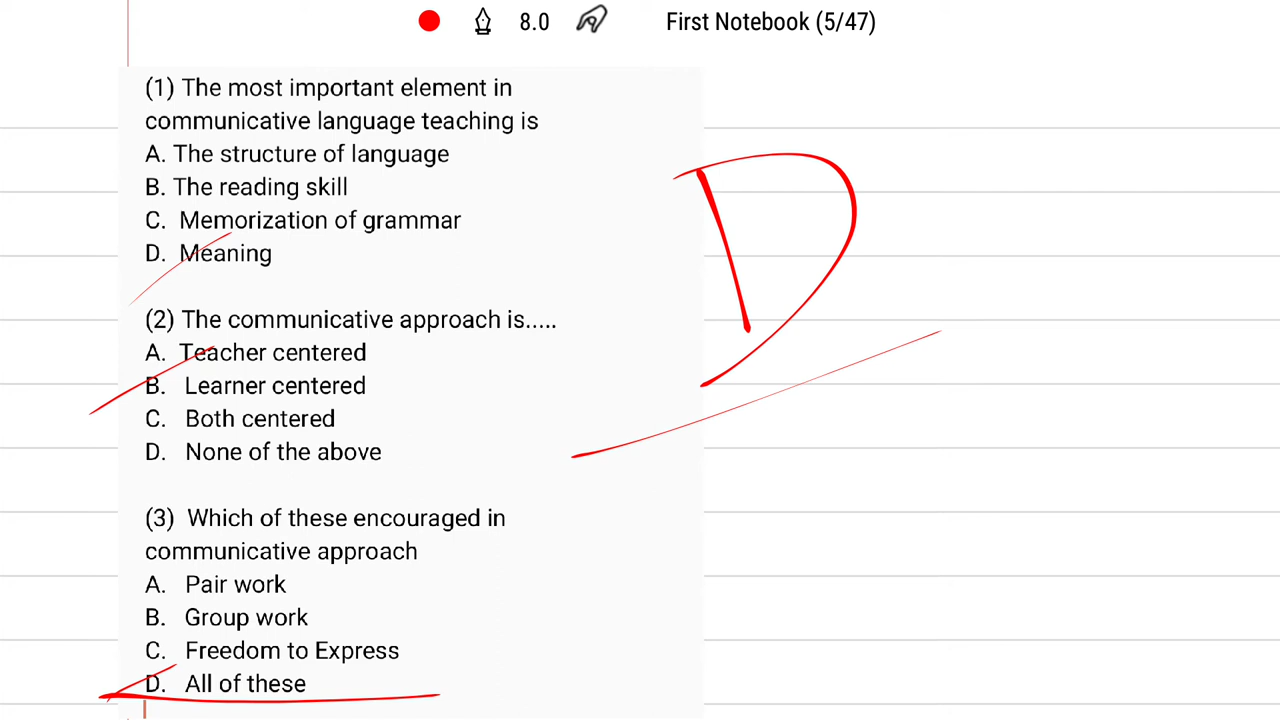 8.0 First Notebook (5/47)
(1) The most important element in
communicative language teaching is
A. The structure of language
B. The reading skill
C. Memorization of grammar
D. Meaning
D
(2) The communicative approach is.....
A. Teacher centered
B. Learner centered
C. Both centered
D. None of the above
(3) Which of these encouraged in
communicative approach
A. Pair work
B. Group work
C. Freedom to Express
D. All of these